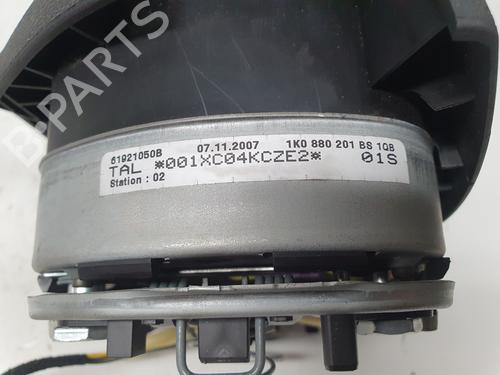 61921050B 07.11.2007 1K0 880 201 BS 1QB
TAL *001XC04KCZE2* 01S
Station : 02
B-PARTS